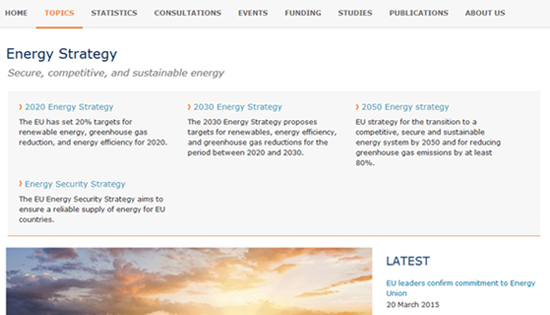 HOME TOPICS STATISTICS CONSULTATIONS EVENTS FUNDING STUDIES PUBLICATIONS ABOUT US
Energy Strategy
Secure, competitive, and sustainable energy
2020 Energy Strategy
The EU has set 20% targets for
renewable energy, greenhouse gas
reduction, and energy efficiency for 2020.
2030 Energy Strategy
The 2030 Energy Strategy proposes
targets for renewables, energy efficiency,
and greenhouse gas reductions for the
period between 2020 and 2030.
2050 Energy strategy
EU strategy for the transition to a
competitive, secure and sustainable
energy system by 2050 and for reducing
greenhouse gas emissions by at least
80%.
Energy Security Strategy
The EU Energy Security Strategy aims to
ensure a reliable supply of energy for EU
countries.
LATEST
EU leaders confirm commitment to Energy
Union
20 March 2015